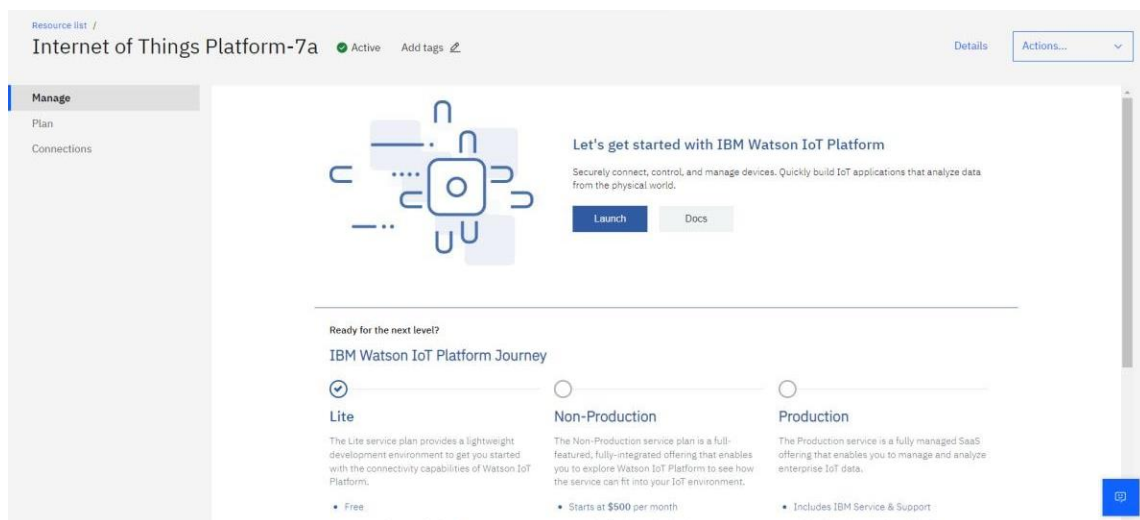 Resource list /
Internet of Things Platform-7a Active Add tags Details Actions...
Manage
Plan
Connections
Let's get started with IBM Watson IoT Platform
Securely connect, control, and manage devices. Quickly build IoT applications that analyze data
from the physical world.
Launch Docs
Ready for the next level?
IBM Watson IoT Platform Journey
Lite
The Lite service plan provides a lightweight
development environment to get you started
with the connectivity capabilities of Watson IoT
Platform.
• Free
Non-Production
The Non-Production service plan is a full-
featured, fully-integrated offering that enables
you to explore Watson IoT Platform to see how
the service can fit into your IoT environment.
• Starts at $500 per month
Production
The Production service is a fully managed SaaS
offering that enables you to manage and analyze
enterprise IoT data.
• Includes IBM Service & Support